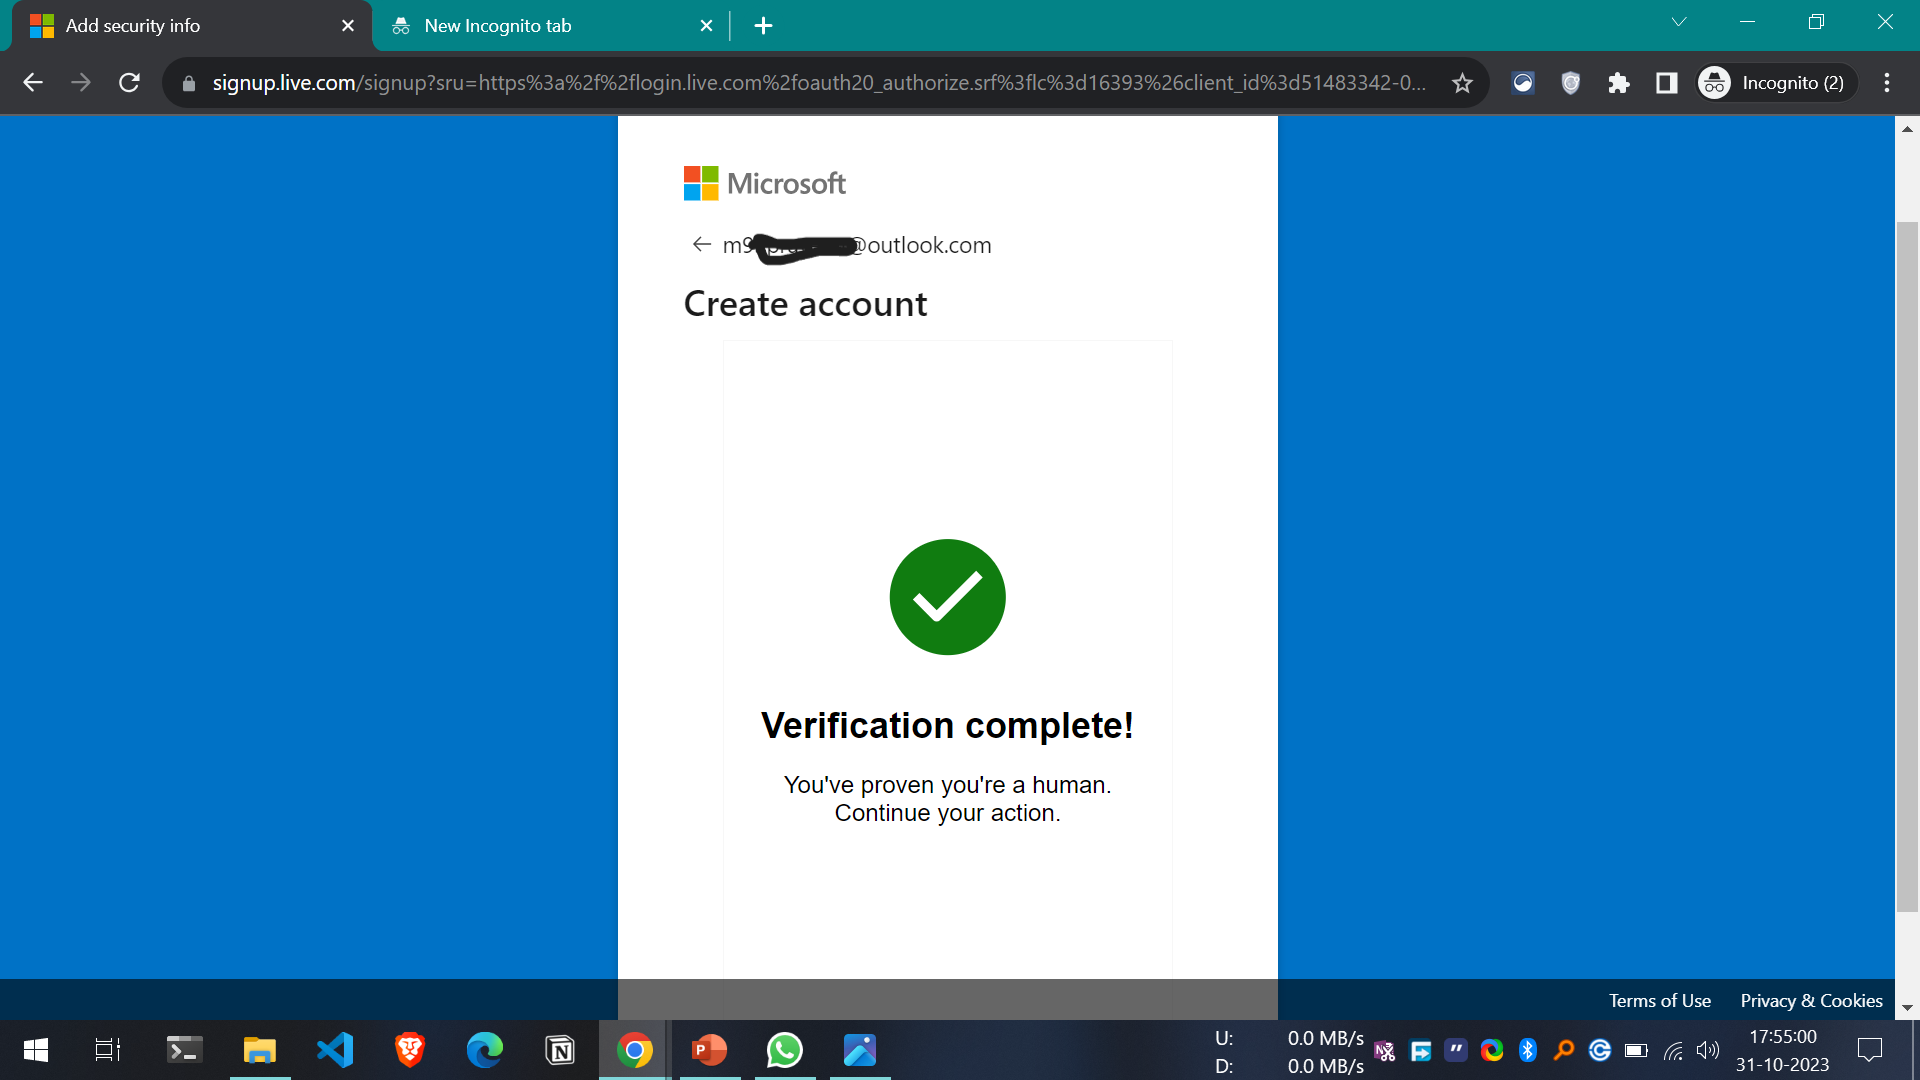 Add security info
New Incognito tab
signup.live.com/signup?sru=https%3a%2f%2flogin.live.com%2foauth20_authorize.srf%3flc%3d16393%26client_id%3d51483342-0...
Incognito (2)
Microsoft
@outlook.com
Create account
Verification complete!
You've proven you're a human.
Continue your action.
Terms of Use Privacy & Cookies
U: 0.0 MB/s
D: 0.0 MB/s
17:55:00
31-10-2023